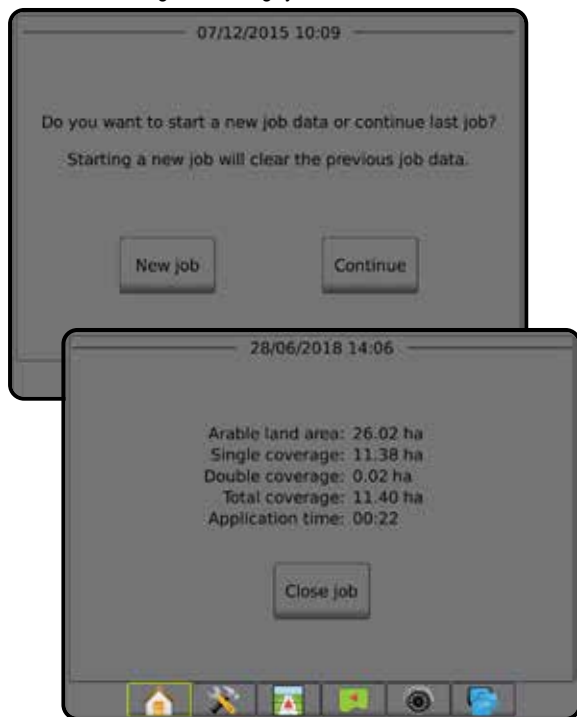 07/12/2015 10:09
Do you want to start a new job data or continue last job?
Starting a new job will clear the previous job data.
New job
Continue
28/06/2018 14:06
Arable land area: 26.02 ha
Single coverage: 11.38 ha
Double coverage: 0.02 ha
Total coverage: 11.40 ha
Application time: 00:22
Close job